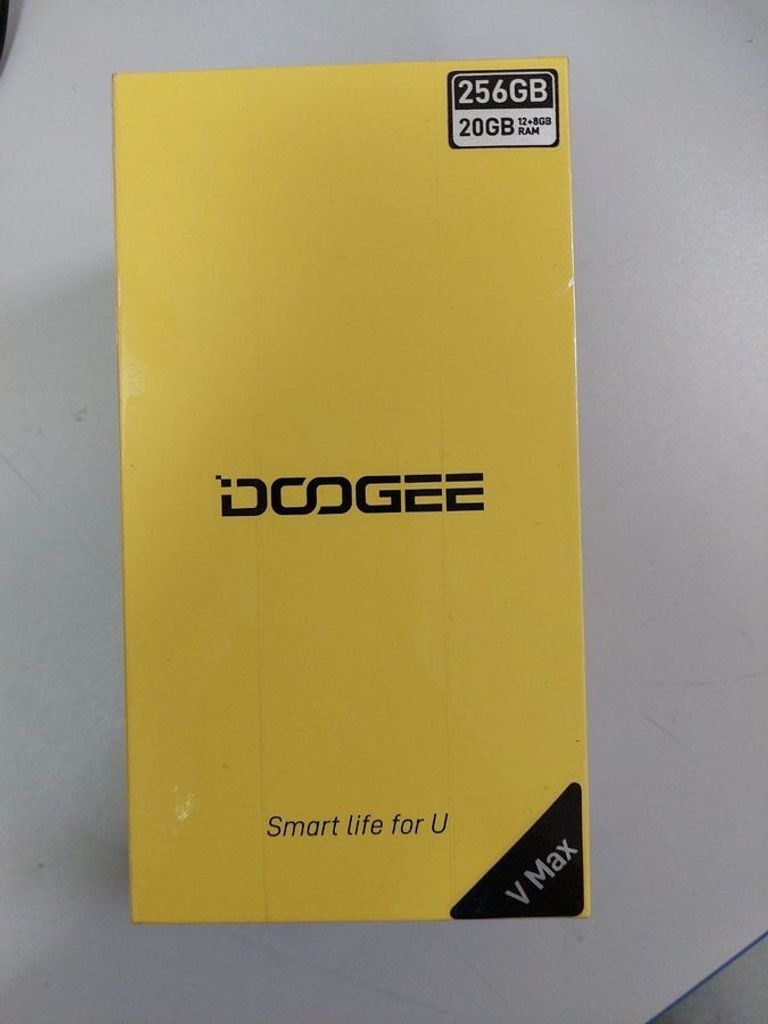 256GB
20GB 12+8GB
RAM
DOOGEE
Smart life for U
V Max